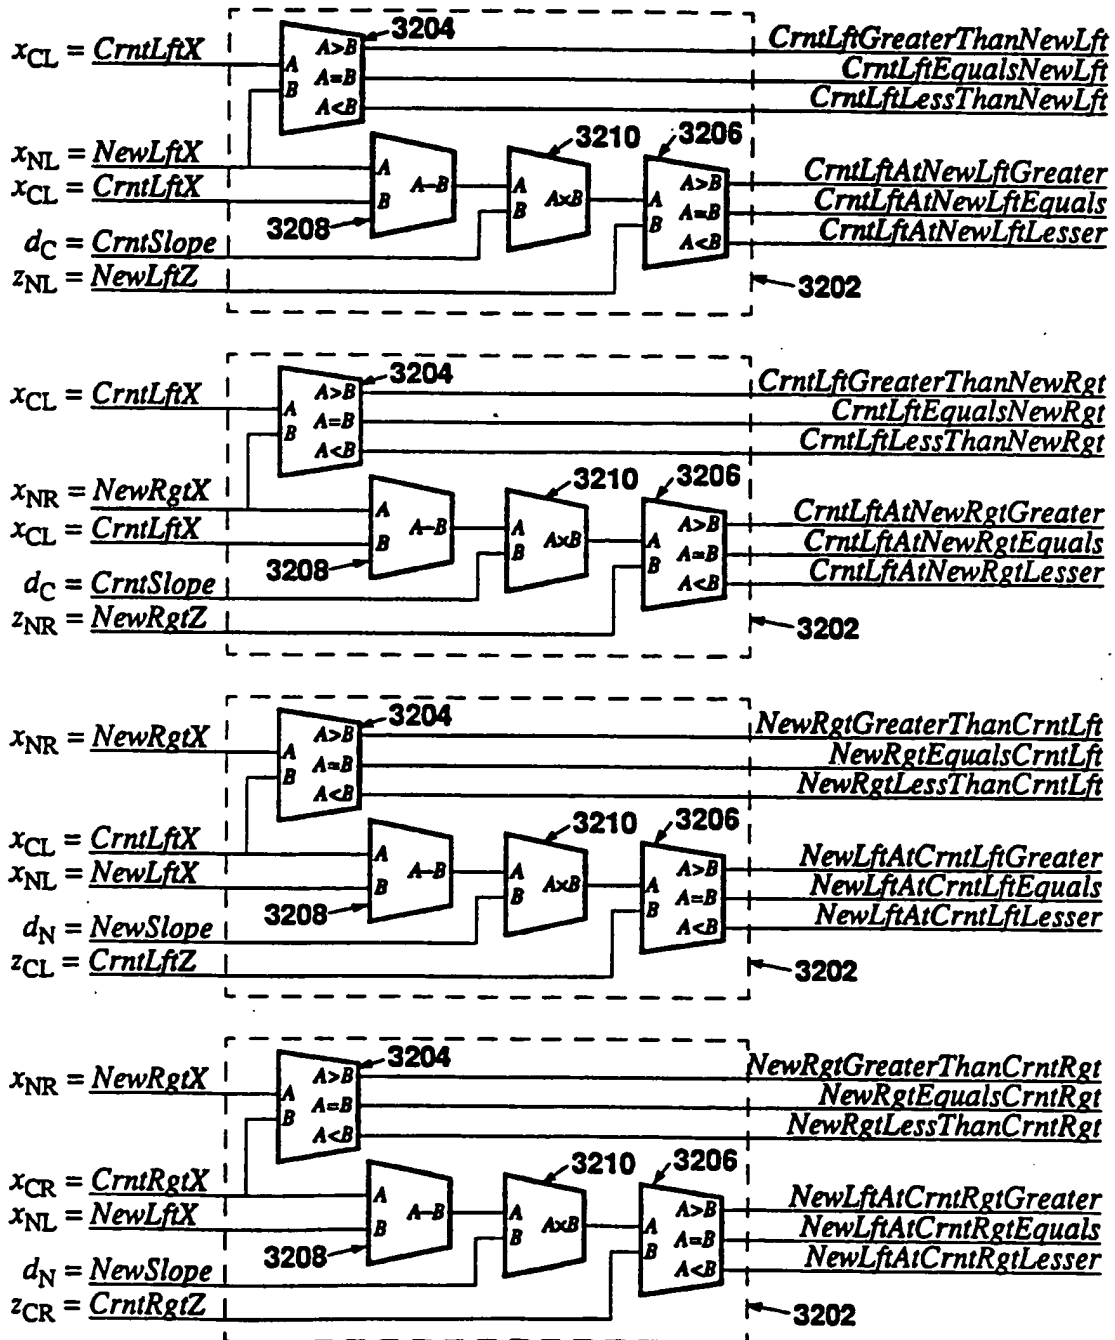 3204
x_CL = CrntLftX
A
B
A>B
A=B
A<B
CrntLftGreaterThanNewLft
CrntLftEqualsNewLft
CrntLftLessThanNewLft
x_NL = NewLftX
x_CL = CrntLftX
A
B
A-B
3208
3210
A
B
A×B
3206
A
B
A>B
A=B
A<B
CrntLftAtNewLftGreater
CrntLftAtNewLftEquals
CrntLftAtNewLftLesser
d_C = CrntSlope
z_NL = NewLftZ
3202
3204
x_CL = CrntLftX
A
B
A>B
A=B
A<B
CrntLftGreaterThanNewRgt
CrntLftEqualsNewRgt
CrntLftLessThanNewRgt
x_NR = NewRgtX
x_CL = CrntLftX
A
B
A-B
3208
3210
A
B
A×B
3206
A
B
A>B
A=B
A<B
CrntLftAtNewRgtGreater
CrntLftAtNewRgtEquals
CrntLftAtNewRgtLesser
d_C = CrntSlope
z_NR = NewRgtZ
3202
3204
x_NR = NewRgtX
A
B
A>B
A=B
A<B
NewRgtGreaterThanCrntLft
NewRgtEqualsCrntLft
NewRgtLessThanCrntLft
x_CL = CrntLftX
x_NL = NewLftX
A
B
A-B
3208
3210
A
B
A×B
3206
A
B
A>B
A=B
A<B
NewLftAtCrntLftGreater
NewLftAtCrntLftEquals
NewLftAtCrntLftLesser
d_N = NewSlope
z_CL = CrntLftZ
3202
3204
x_NR = NewRgtX
A
B
A>B
A=B
A<B
NewRgtGreaterThanCrntRgt
NewRgtEqualsCrntRgt
NewRgtLessThanCrntRgt
x_CR = CrntRgtX
x_NL = NewLftX
A
B
A-B
3208
3210
A
B
A×B
3206
A
B
A>B
A=B
A<B
NewLftAtCrntRgtGreater
NewLftAtCrntRgtEquals
NewLftAtCrntRgtLesser
d_N = NewSlope
z_CR = CrntRgtZ
3202